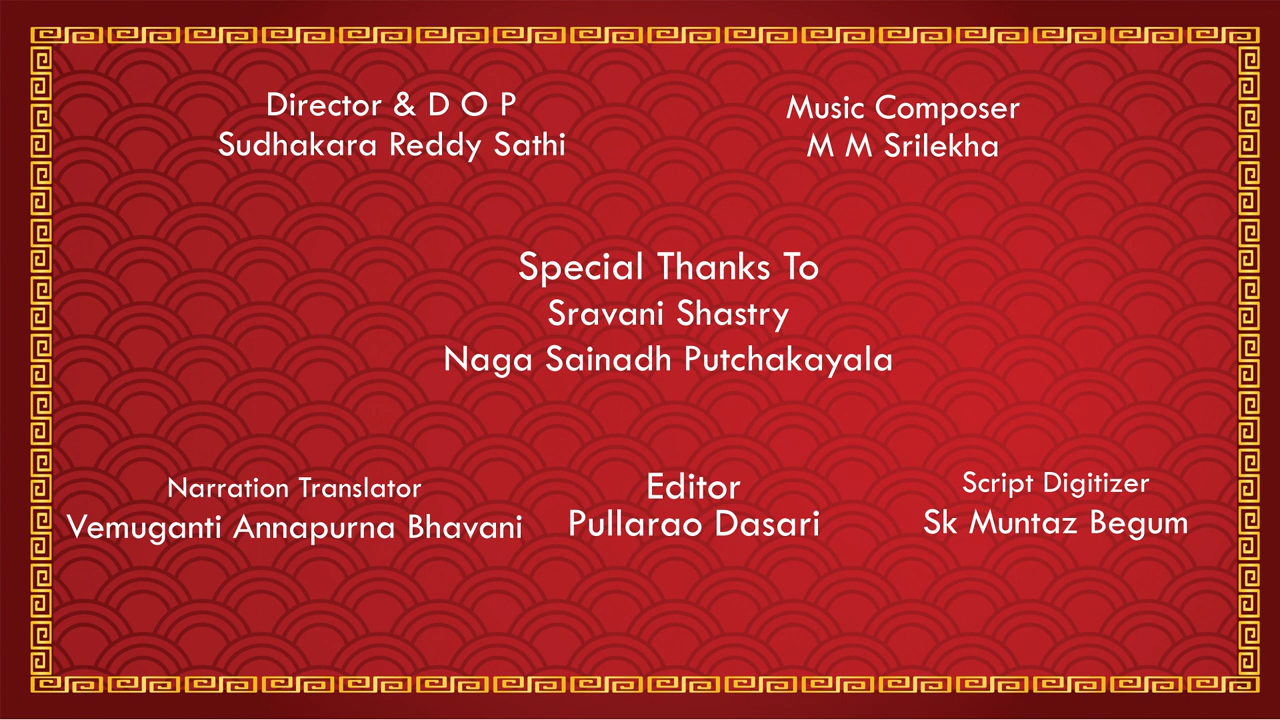 Director & D O P
Sudhakara Reddy Sathi
Music Composer
M M Srilekha
Special Thanks To
Sravani Shastry
Naga Sainadh Putchakayala
Narration Translator
Vemuganti Annapurna Bhavani
Editor
Pullarao Dasari
Script Digitizer
Sk Muntaz Begum